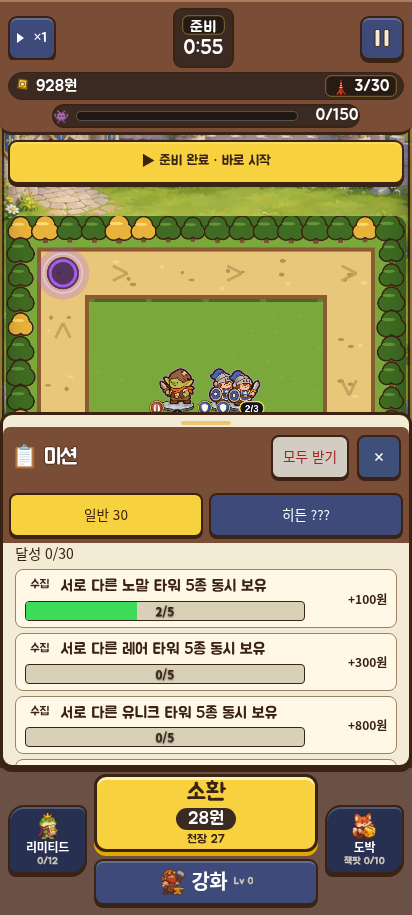 ▶ ×1
준비
0:55
928원
3/30
0/150
▶ 준비 완료 · 바로 시작
2/3
미션
모두 받기
×
일반 30
히든 ???
달성 0/30
수집 서로 다른 노말 타워 5종 동시 보유
2/5
+100원
수집 서로 다른 레어 타워 5종 동시 보유
0/5
+300원
수집 서로 다른 유니크 타워 5종 동시 보유
0/5
+800원
소환
28원
천장 27
리미티드
0/12
도박
잭팟 0/10
강화 Lv 0